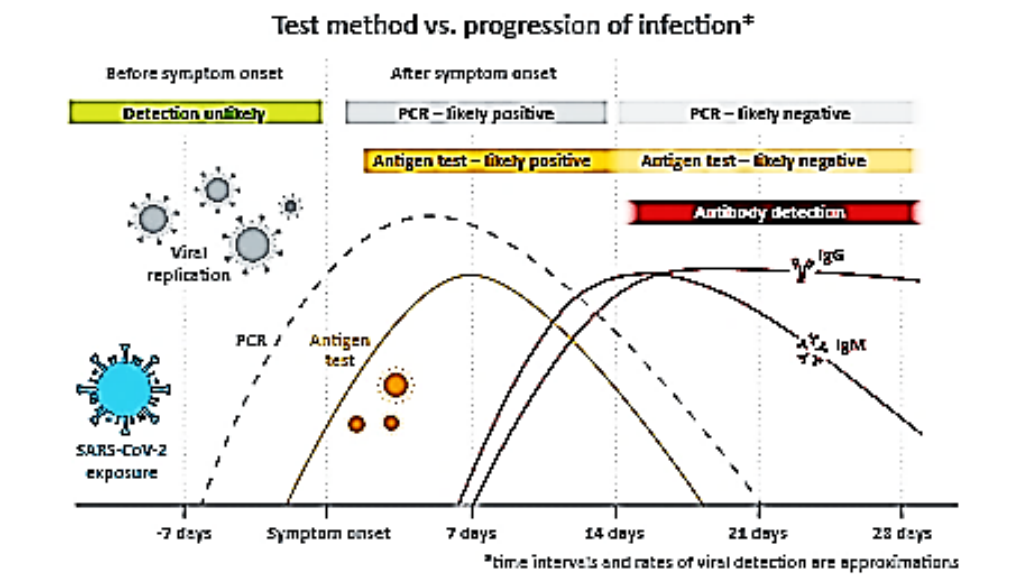 Test method vs. progression of infection*
Before symptom onset
After symptom onset
Detection unlikely
PCR – likely positive
PCR – likely negative
Antigen test – likely positive
Antigen test – likely negative
Antibody detection
Viral
replication
IgG
PCR
Antigen
test
IgM
SARS-CoV-2
exposure
-7 days
Symptom onset
7 days
14 days
21 days
28 days
*time intervals and rates of viral detection are approximations